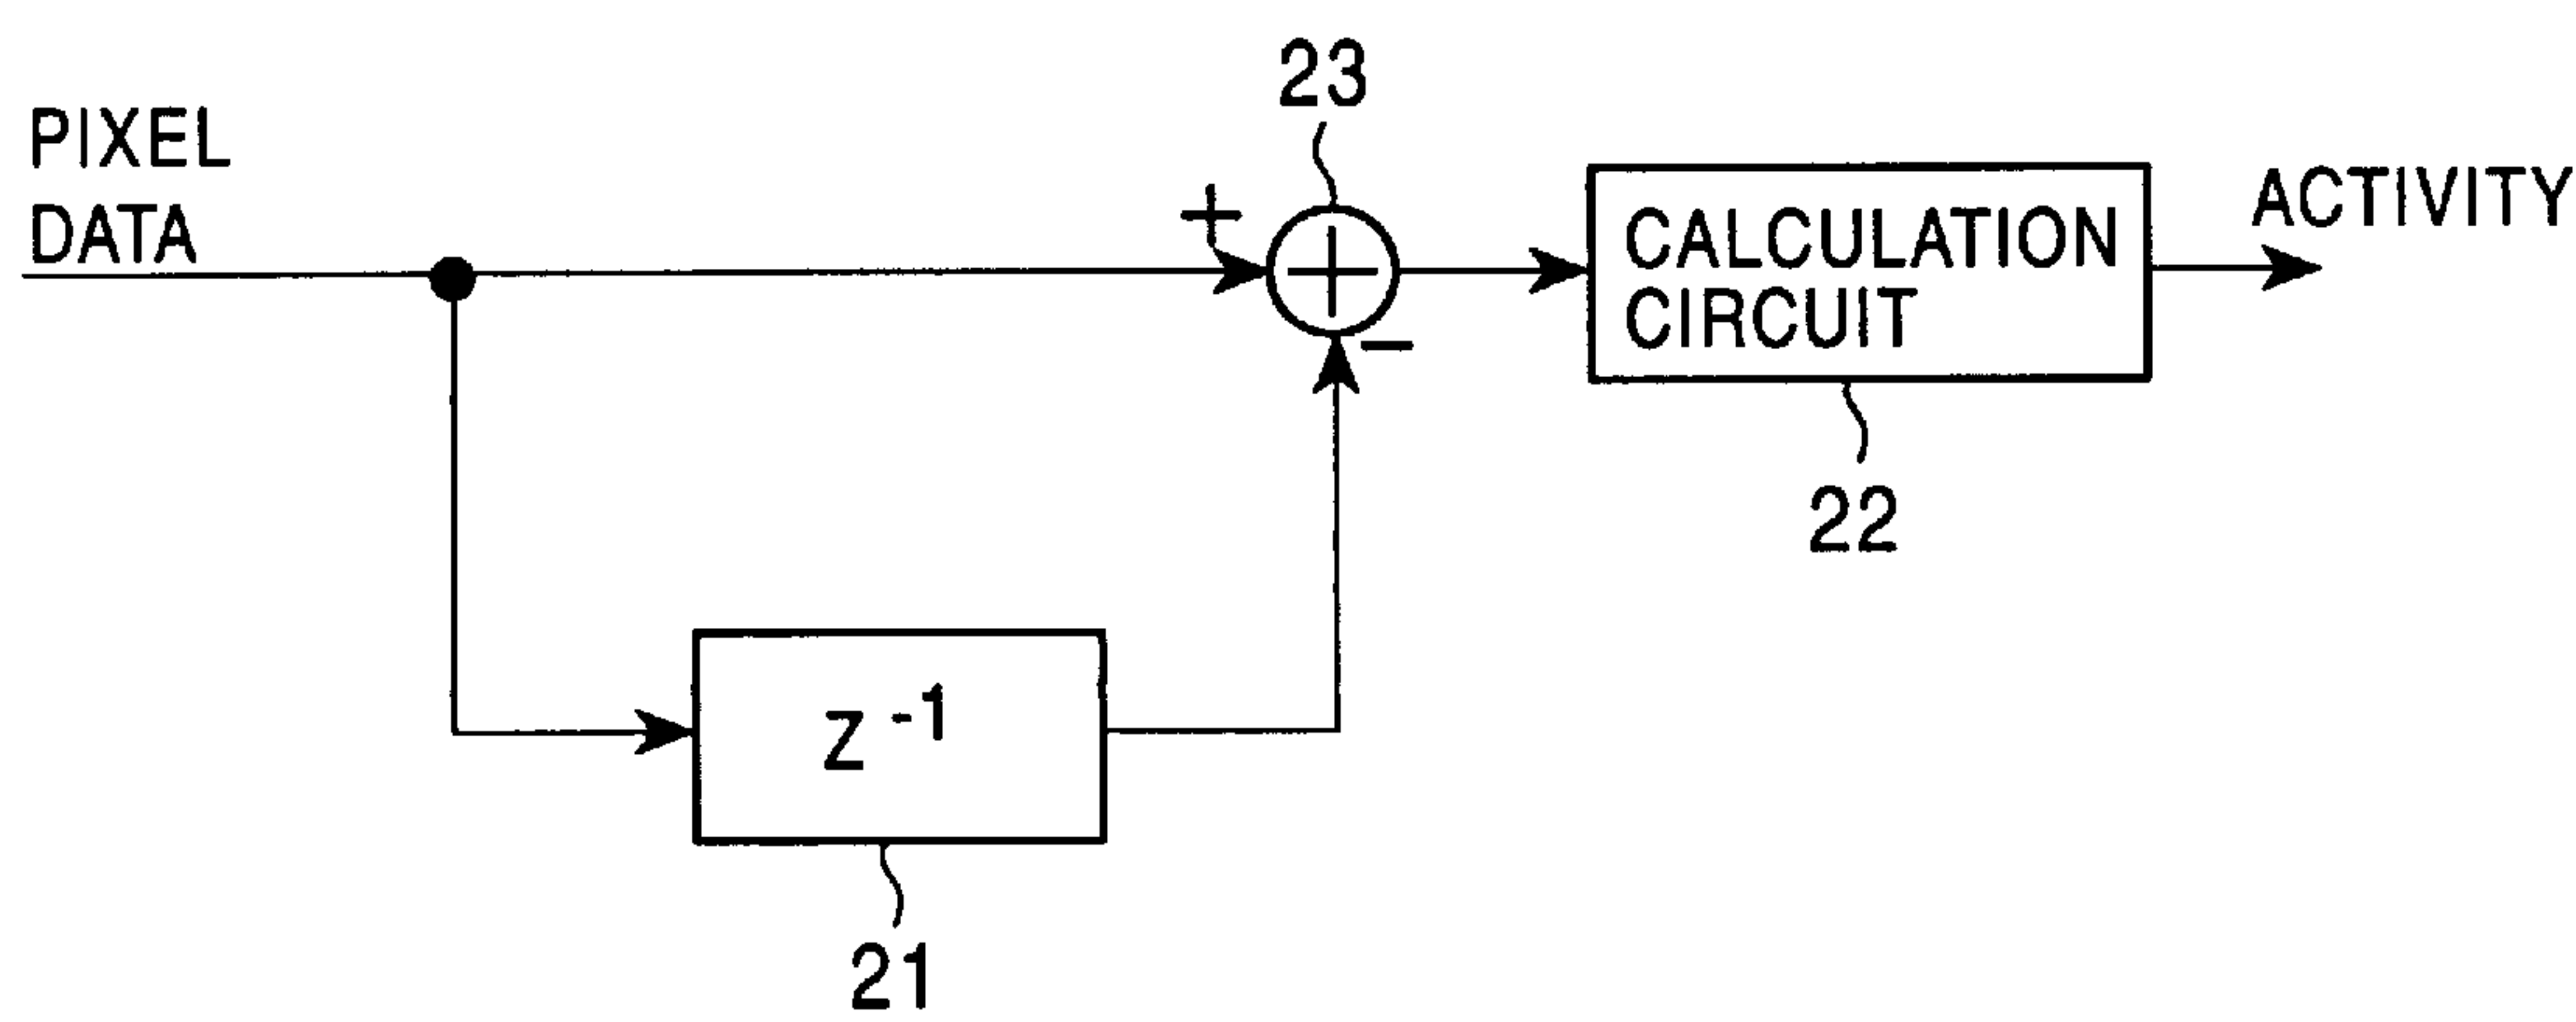 23
PIXEL
DATA
+
CALCULATION
CIRCUIT
ACTIVITY
−
22
Z -1
21